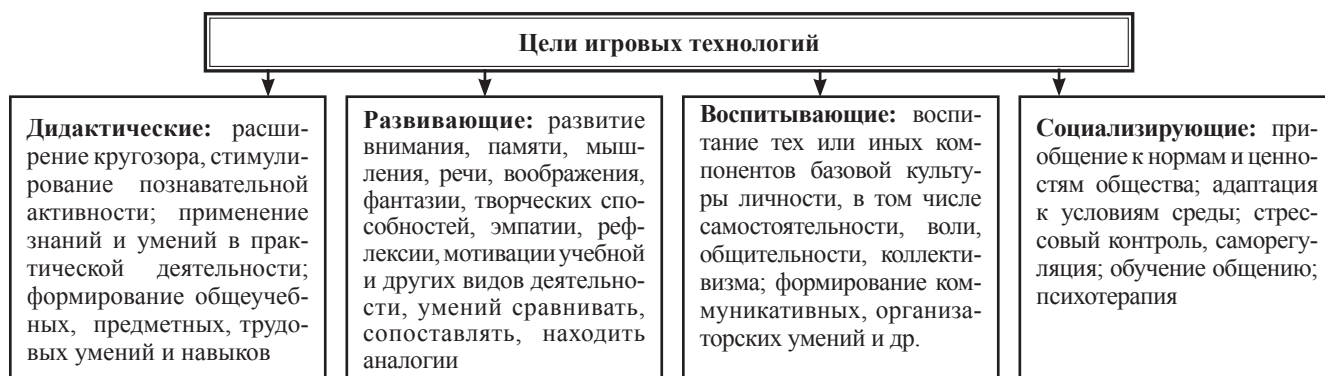 Цели игровых технологий
Дидактические: расши-
рение кругозора, стимули-
рование познавательной
активности; применение
знаний и умений в прак-
тической деятельности;
формирование общеучеб-
ных, предметных, трудо-
вых умений и навыков
Развивающие: развитие
внимания, памяти, мыш-
ления, речи, воображения,
фантазии, творческих спо-
собностей, эмпатии, реф-
лексии, мотивации учебной
и других видов деятельно-
сти, умений сравнивать,
сопоставлять, находить
аналогии
Воспитывающие: воспи-
тание тех или иных ком-
понентов базовой культу-
ры личности, в том числе
самостоятельности, воли,
общительности, коллекти-
визма; формирование ком-
муникативных, организа-
торских умений и др.
Социализирующие: при-
общение к нормам и ценно-
стям общества; адаптация
к условиям среды; стрес-
совый контроль, саморегу-
ляция; обучение общению;
психотерапия